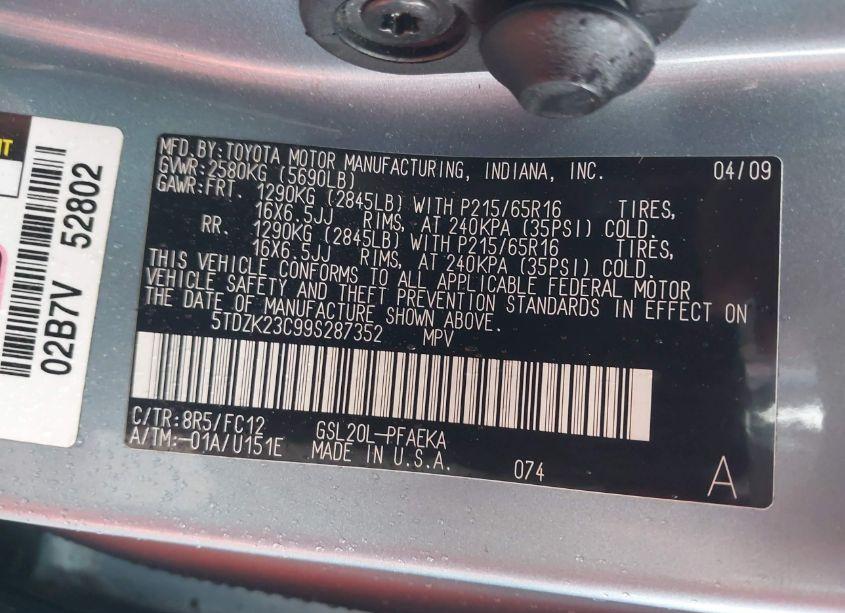 MFD. BY: TOYOTA MOTOR MANUFACTURING, INDIANA, INC. 04/09
GVWR: 2580KG (5690LB)
GAWR: FRT. 1290KG (2845LB) WITH P215/65R16 TIRES,
16X6.5JJ RIMS, AT 240KPA (35PSI) COLD.
RR. 1290KG (2845LB) WITH P215/65R16 TIRES,
16X6.5JJ RIMS, AT 240KPA (35PSI) COLD.
THIS VEHICLE CONFORMS TO ALL APPLICABLE FEDERAL MOTOR
VEHICLE SAFETY AND THEFT PREVENTION STANDARDS IN EFFECT ON
THE DATE OF MANUFACTURE SHOWN ABOVE.
5TDZK23C99S287352 MPV
C/TR: 8R5/FC12 GSL20L-PFAEKA
A/TM: -01A/U151E MADE IN U.S.A. 074 A
02B7V 52802